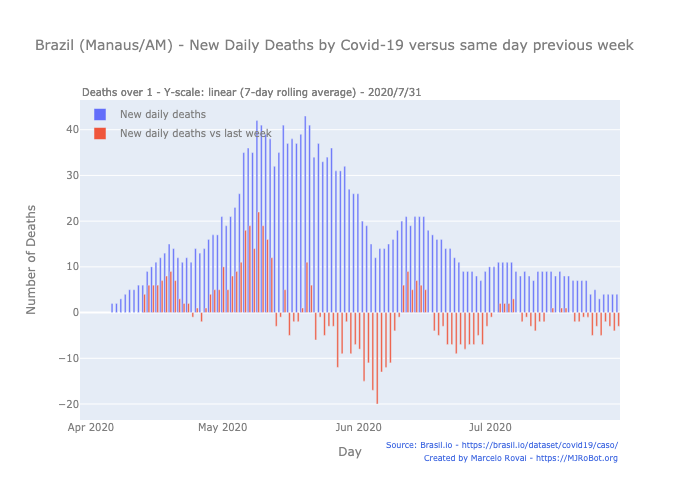 Brazil (Manaus/AM) - New Daily Deaths by Covid-19 versus same day previous week
Deaths over 1 - Y-scale: linear (7-day rolling average) - 2020/7/31
New daily deaths
New daily deaths vs last week
40
30
20
10
0
−10
−20
Number of Deaths
Apr 2020 May 2020 Jun 2020 Jul 2020
Day
Source: Brasil.io - https://brasil.io/dataset/covid19/caso/
Created by Marcelo Rovai - https://MJRoBot.org